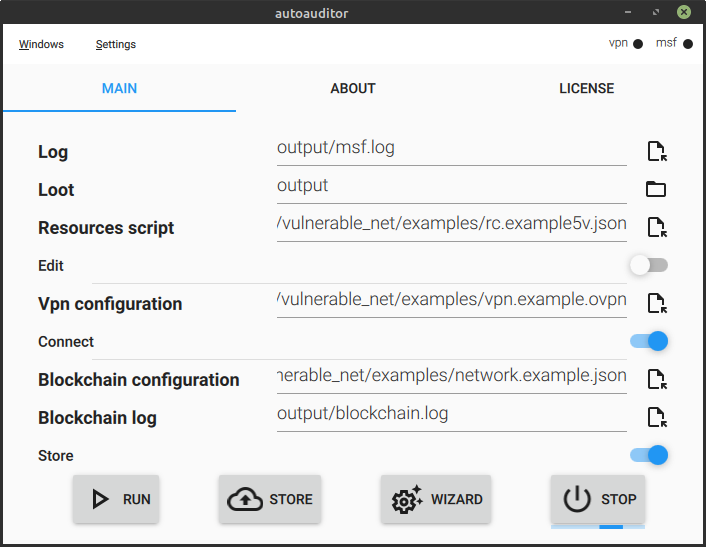 autoauditor
Windows Settings vpn msf
MAIN ABOUT LICENSE
Log output/msf.log
Loot output
Resources script /vulnerable_net/examples/rc.example5v.json
Edit
Vpn configuration /vulnerable_net/examples/vpn.example.ovpn
Connect
Blockchain configuration nerable_net/examples/network.example.json
Blockchain log output/blockchain.log
Store
RUN STORE WIZARD STOP